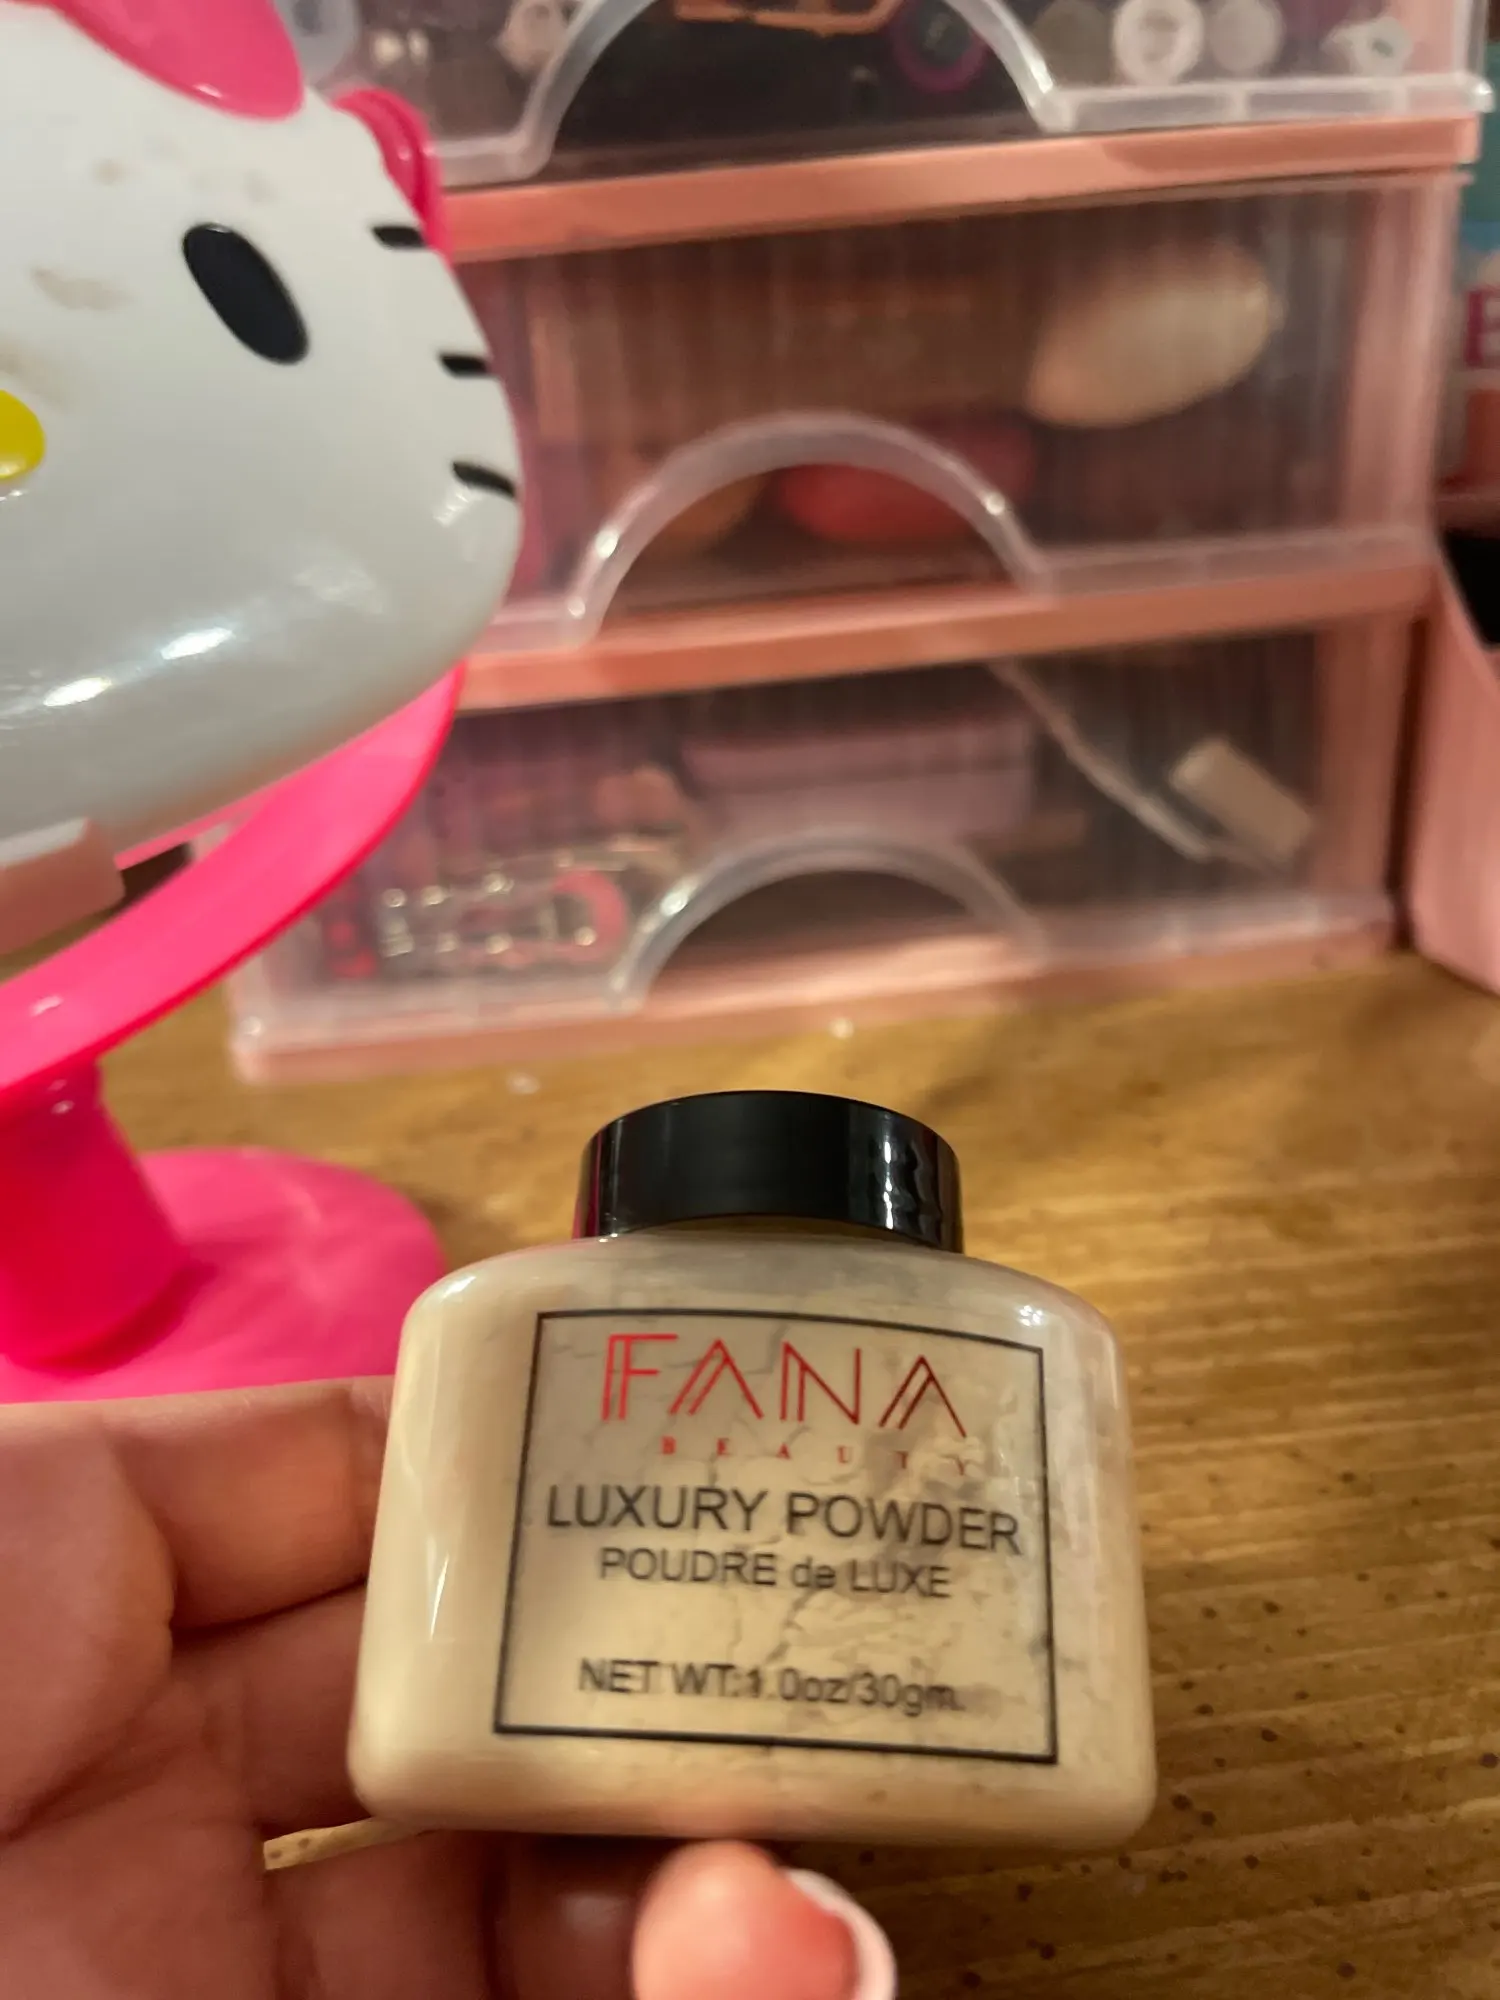 FANA
BEAUTY
LUXURY POWDER
POUDRE de LUXE
NET WT:1.0oz/30gm.